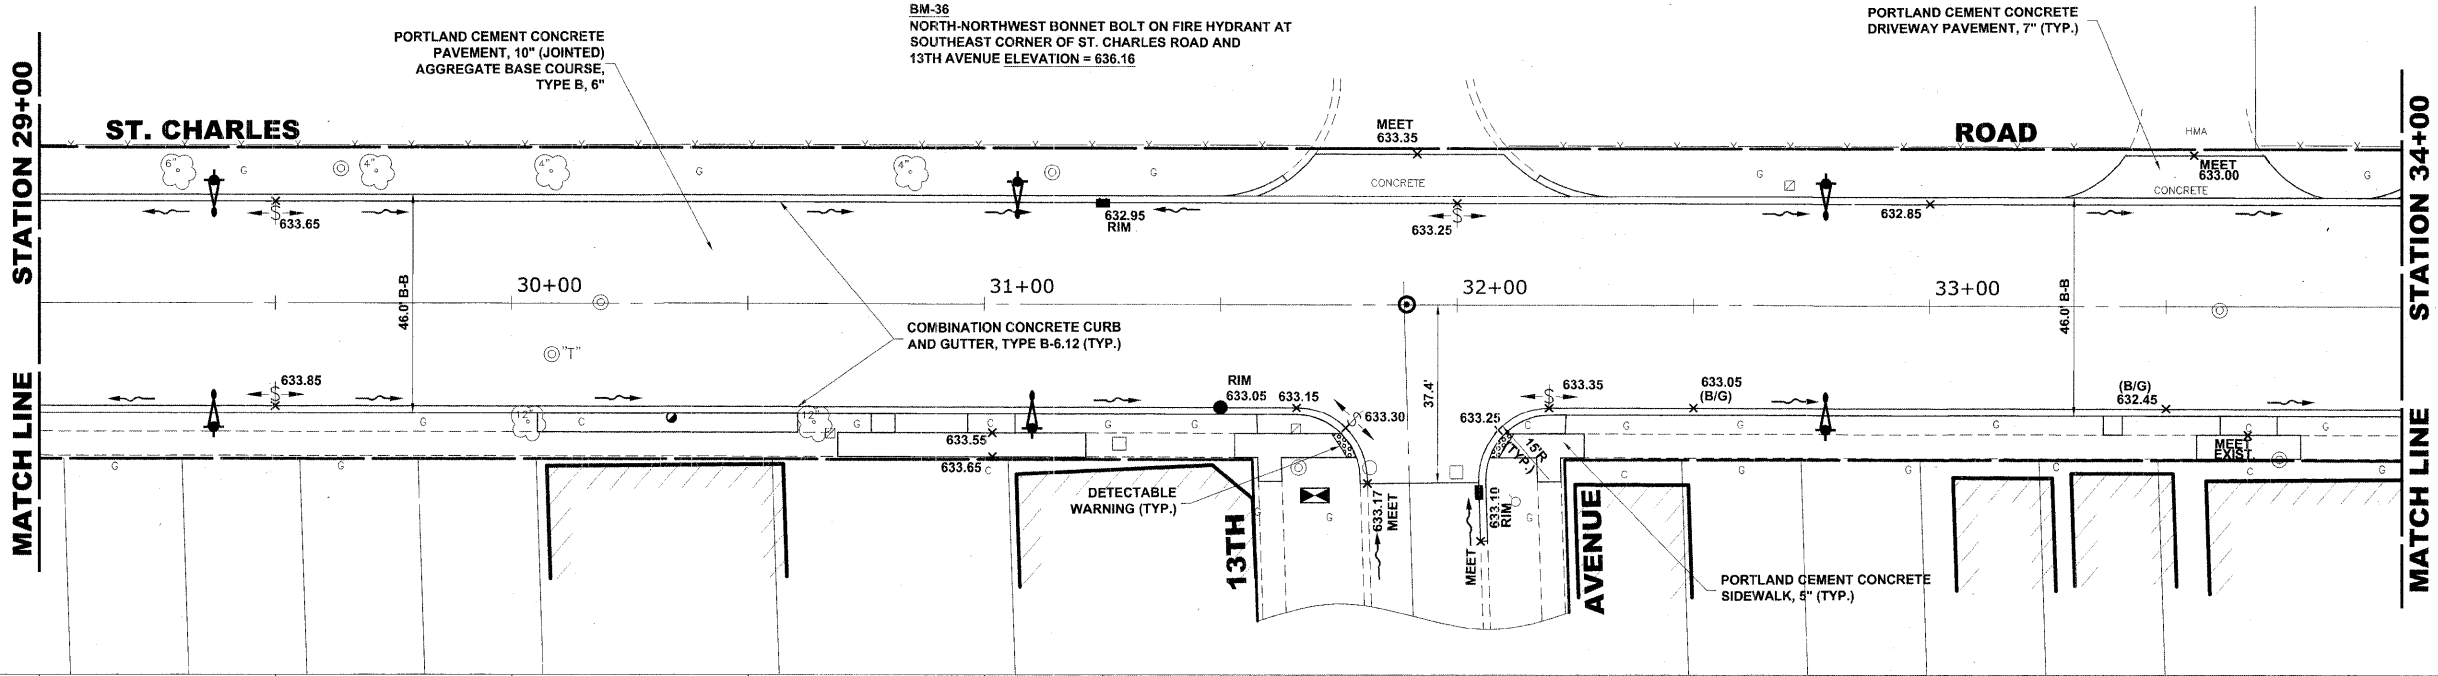 BM-36
NORTH-NORTHWEST BONNET BOLT ON FIRE HYDRANT AT
SOUTHEAST CORNER OF ST. CHARLES ROAD AND
13TH AVENUE ELEVATION = 636.16
PORTLAND CEMENT CONCRETE
PAVEMENT, 10" (JOINTED)
AGGREGATE BASE COURSE,
TYPE B, 6"
PORTLAND CEMENT CONCRETE
DRIVEWAY PAVEMENT, 7" (TYP.)
MATCH LINE STATION 29+00
ST. CHARLES
ROAD
MATCH LINE STATION 34+00
MEET
633.35
HMA
MEET
633.00
CONCRETE
CONCRETE
6"
G
4"
4"
G
4"
G
G
G
S
633.65
632.95
RIM
S
633.25
632.85
46.0' B-B
30+00
31+00
32+00
33+00
46.0' B-B
"T"
COMBINATION CONCRETE CURB
AND GUTTER, TYPE B-6.12 (TYP.)
37.4'
S
633.85
RIM
633.05
633.15
S
633.30
S
633.35
633.25
633.05
(B/G)
(B/G)
632.45
G
12"
C
12"
G
C
G
G
C
G
G
C
G
633.55
633.65
15'R
(TYP.)
MEET
EXIST.
G
G
C
C
G
G
C
C
G
DETECTABLE
WARNING (TYP.)
633.17
MEET
633.10
RIM
MEET
G
G
13TH
AVENUE
PORTLAND CEMENT CONCRETE
SIDEWALK, 5" (TYP.)